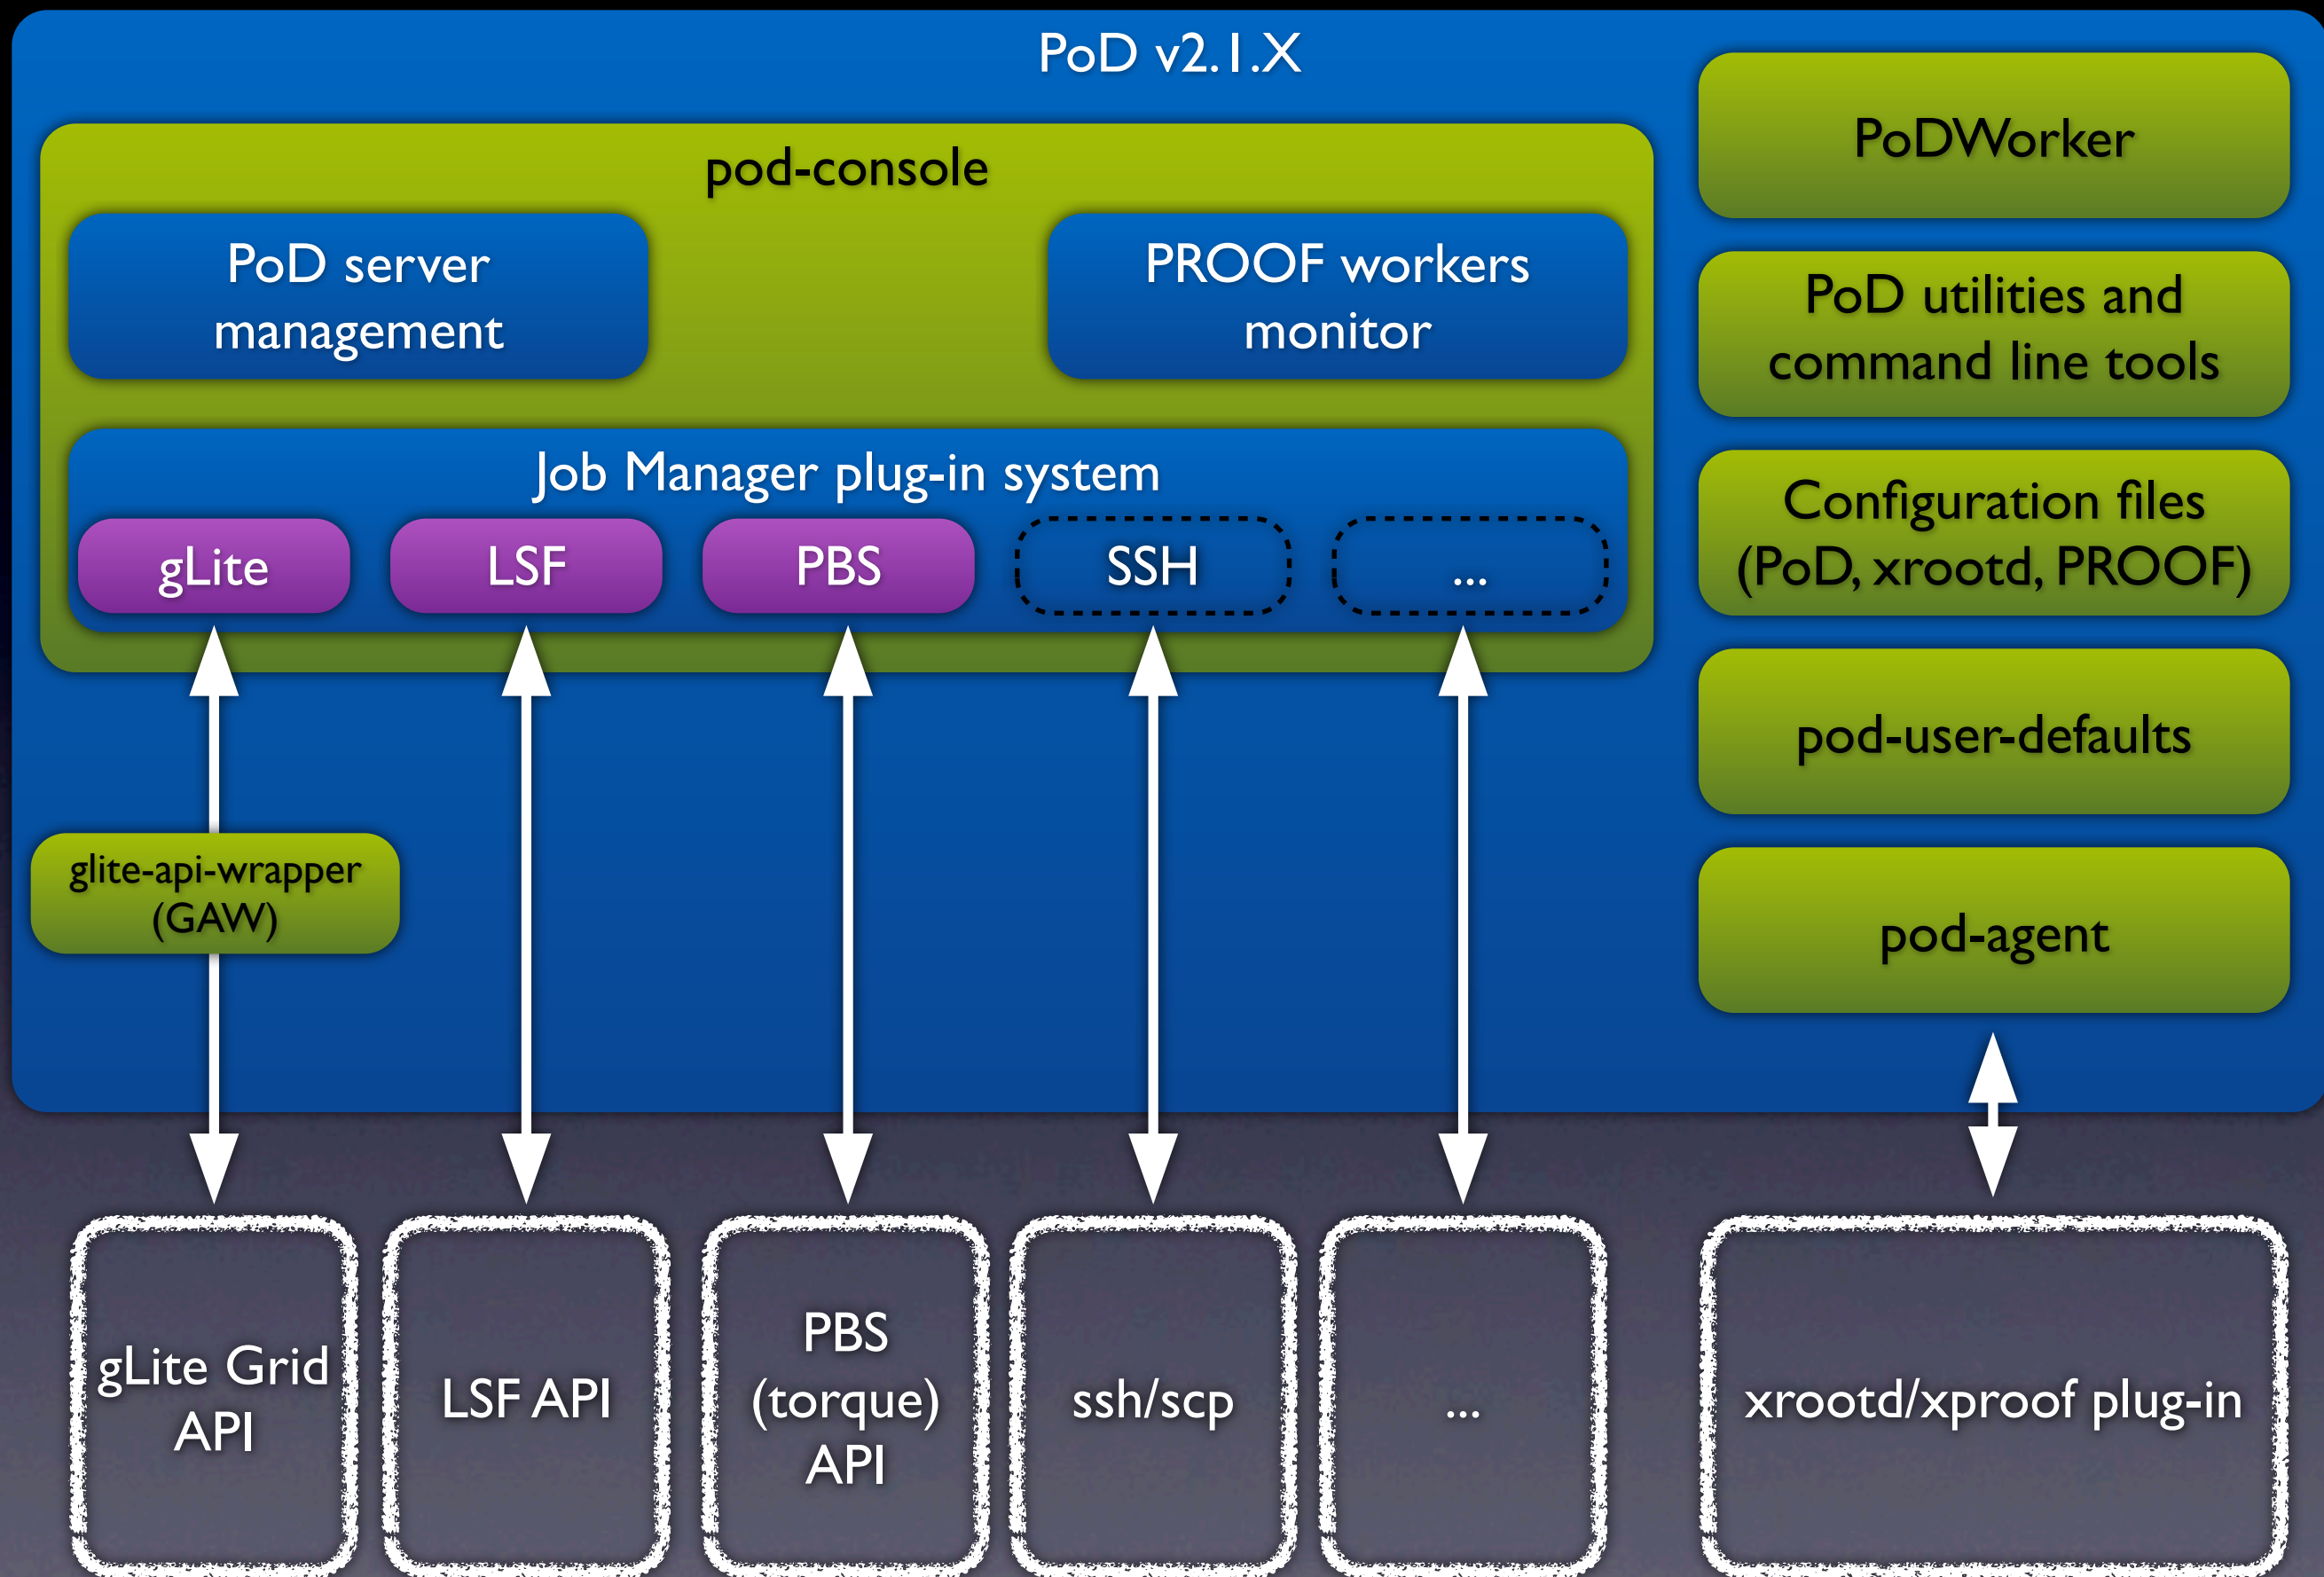 PoD v2.1.X
pod-console
PoD server
management
PROOF workers
monitor
Job Manager plug-in system
gLite
LSF
PBS
SSH
...
glite-api-wrapper
(GAW)
PoDWorker
PoD utilities and
command line tools
Configuration files
(PoD, xrootd, PROOF)
pod-user-defaults
pod-agent
gLite Grid
API
LSF API
PBS
(torque)
API
ssh/scp
...
xrootd/xproof plug-in